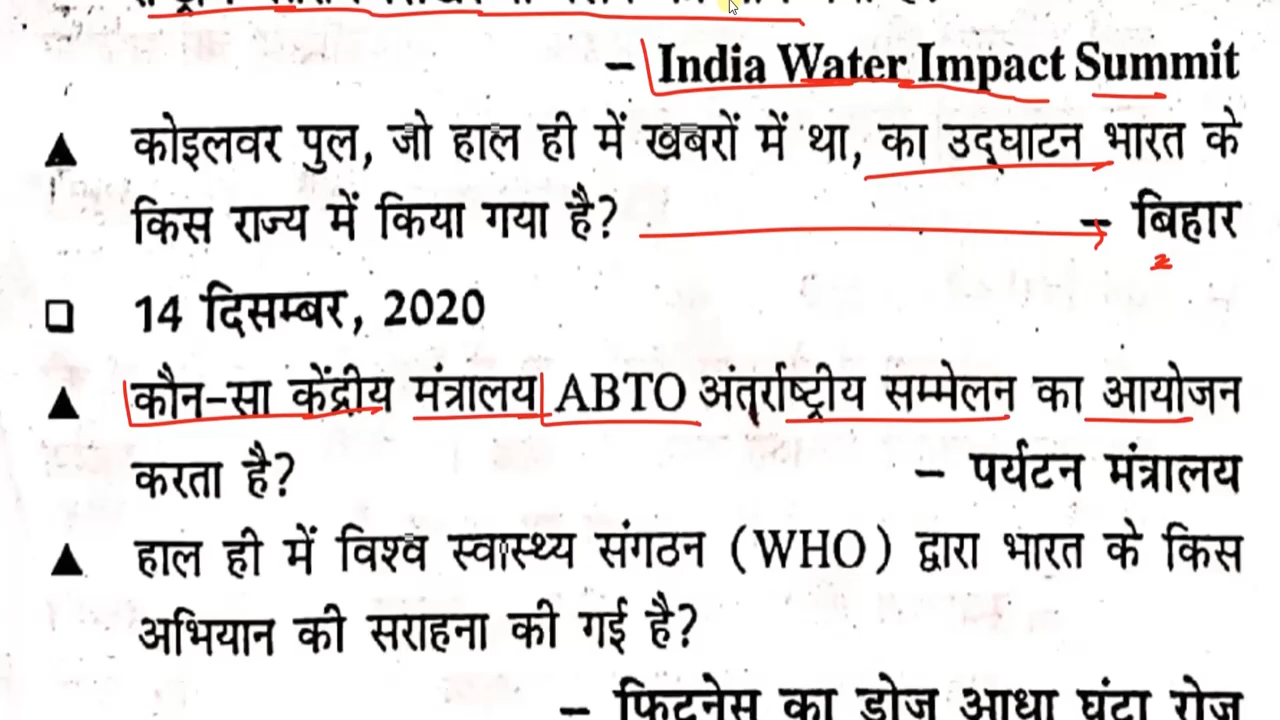 – India Water Impact Summit
▲ कोइलवर पुल, जो हाल ही में खबरों में था, का उद्घाटन भारत के
किस राज्य में किया गया है? – बिहार
❑ 14 दिसम्बर, 2020
▲ कौन-सा केंद्रीय मंत्रालय ABTO अंतर्राष्ट्रीय सम्मेलन का आयोजन
करता है? – पर्यटन मंत्रालय
▲ हाल ही में विश्व स्वास्थ्य संगठन (WHO) द्वारा भारत के किस
अभियान की सराहना की गई है?
– फिटनेस का डोज आधा घंटा रोज